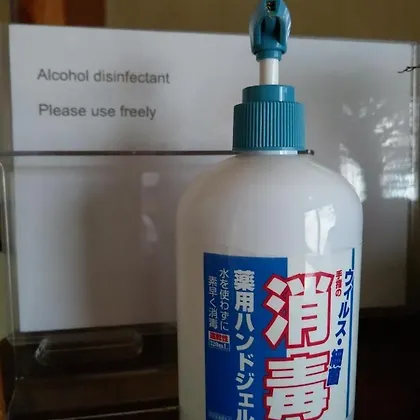 Alcohol disinfectant
Please use freely
ウイルス・細菌
手指の
消毒
薬用ハンドジェル
水を使わずに
素早く消毒